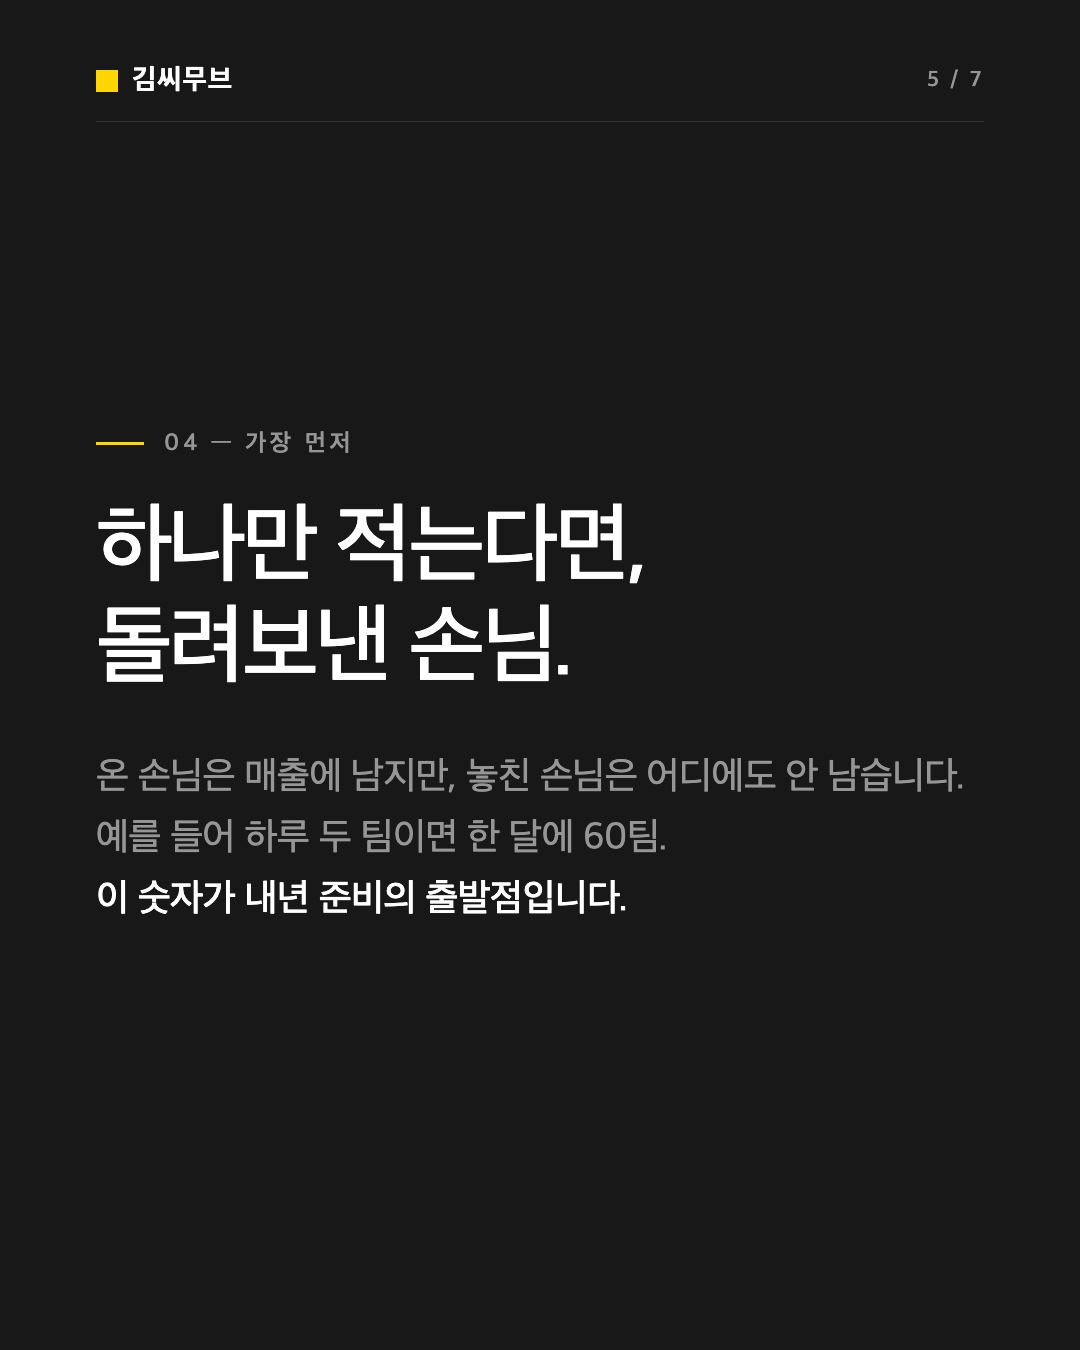 김씨무브
5 / 7
04 — 가장 먼저
하나만 적는다면,
돌려보낸 손님.
온 손님은 매출에 남지만, 놓친 손님은 어디에도 안 남습니다.
예를 들어 하루 두 팀이면 한 달에 60팀.
이 숫자가 내년 준비의 출발점입니다.